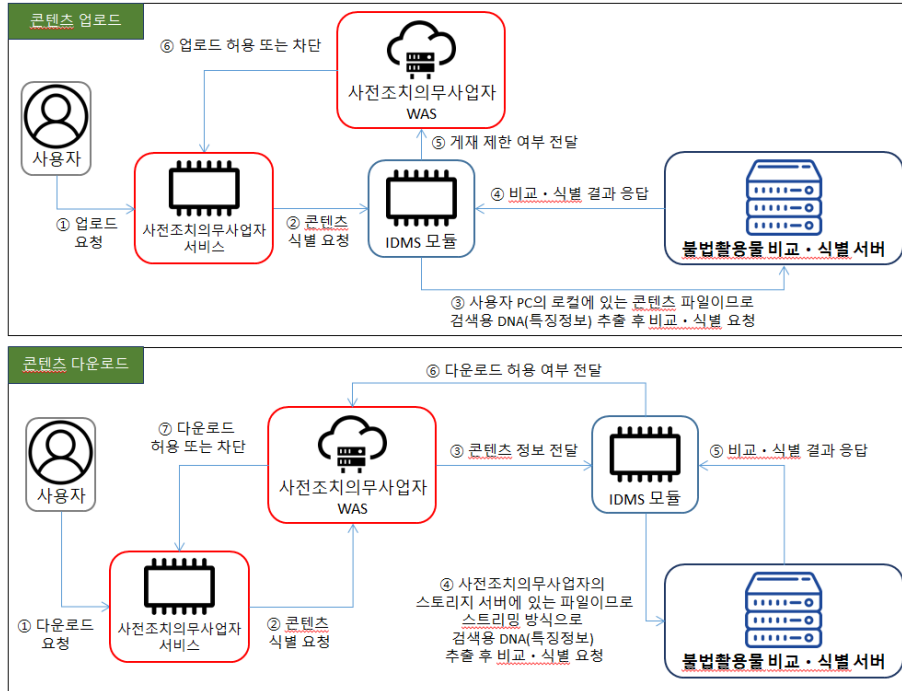 콘텐츠 업로드
⑥ 업로드 허용 또는 차단
사전조치의무사업자
WAS
사용자
⑤ 게재 제한 여부 전달
① 업로드
요청
사전조치의무사업자
서비스
② 콘텐츠
식별 요청
IDMS 모듈
④ 비교・식별 결과 응답
불법활용물 비교・식별 서버
③ 사용자 PC의 로컬에 있는 콘텐츠 파일이므로
검색용 DNA(특징정보) 추출 후 비교・식별 요청
콘텐츠 다운로드
⑥ 다운로드 허용 여부 전달
⑦ 다운로드
허용 또는 차단
사용자
사전조치의무사업자
WAS
③ 콘텐츠 정보 전달
IDMS 모듈
⑤ 비교・식별 결과 응답
① 다운로드
요청
사전조치의무사업자
서비스
② 콘텐츠
식별 요청
④ 사전조치의무사업자의
스토리지 서버에 있는 파일이므로
스트리밍 방식으로
검색용 DNA(특징정보)
추출 후 비교・식별 요청
불법활용물 비교・식별 서버